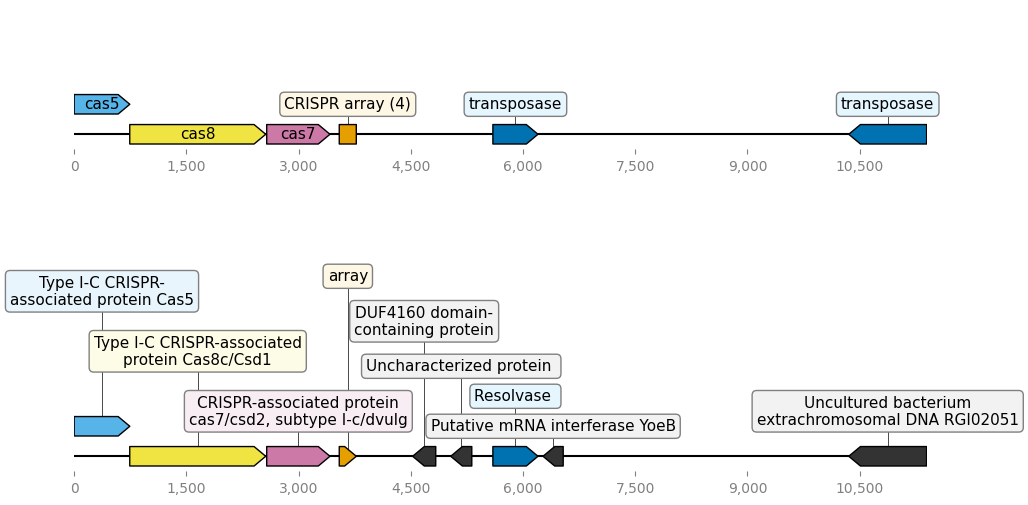 cas5
CRISPR array (4)
transposase
transposase
cas8
cas7
0
1,500
3,000
4,500
6,000
7,500
9,000
10,500
array
Type I-C CRISPR-
associated protein Cas5
DUF4160 domain-
containing protein
Type I-C CRISPR-associated
protein Cas8c/Csd1
Uncharacterized protein
Resolvase
CRISPR-associated protein
cas7/csd2, subtype I-c/dvulg
Uncultured bacterium
extrachromosomal DNA RGI02051
Putative mRNA interferase YoeB
0
1,500
3,000
4,500
6,000
7,500
9,000
10,500